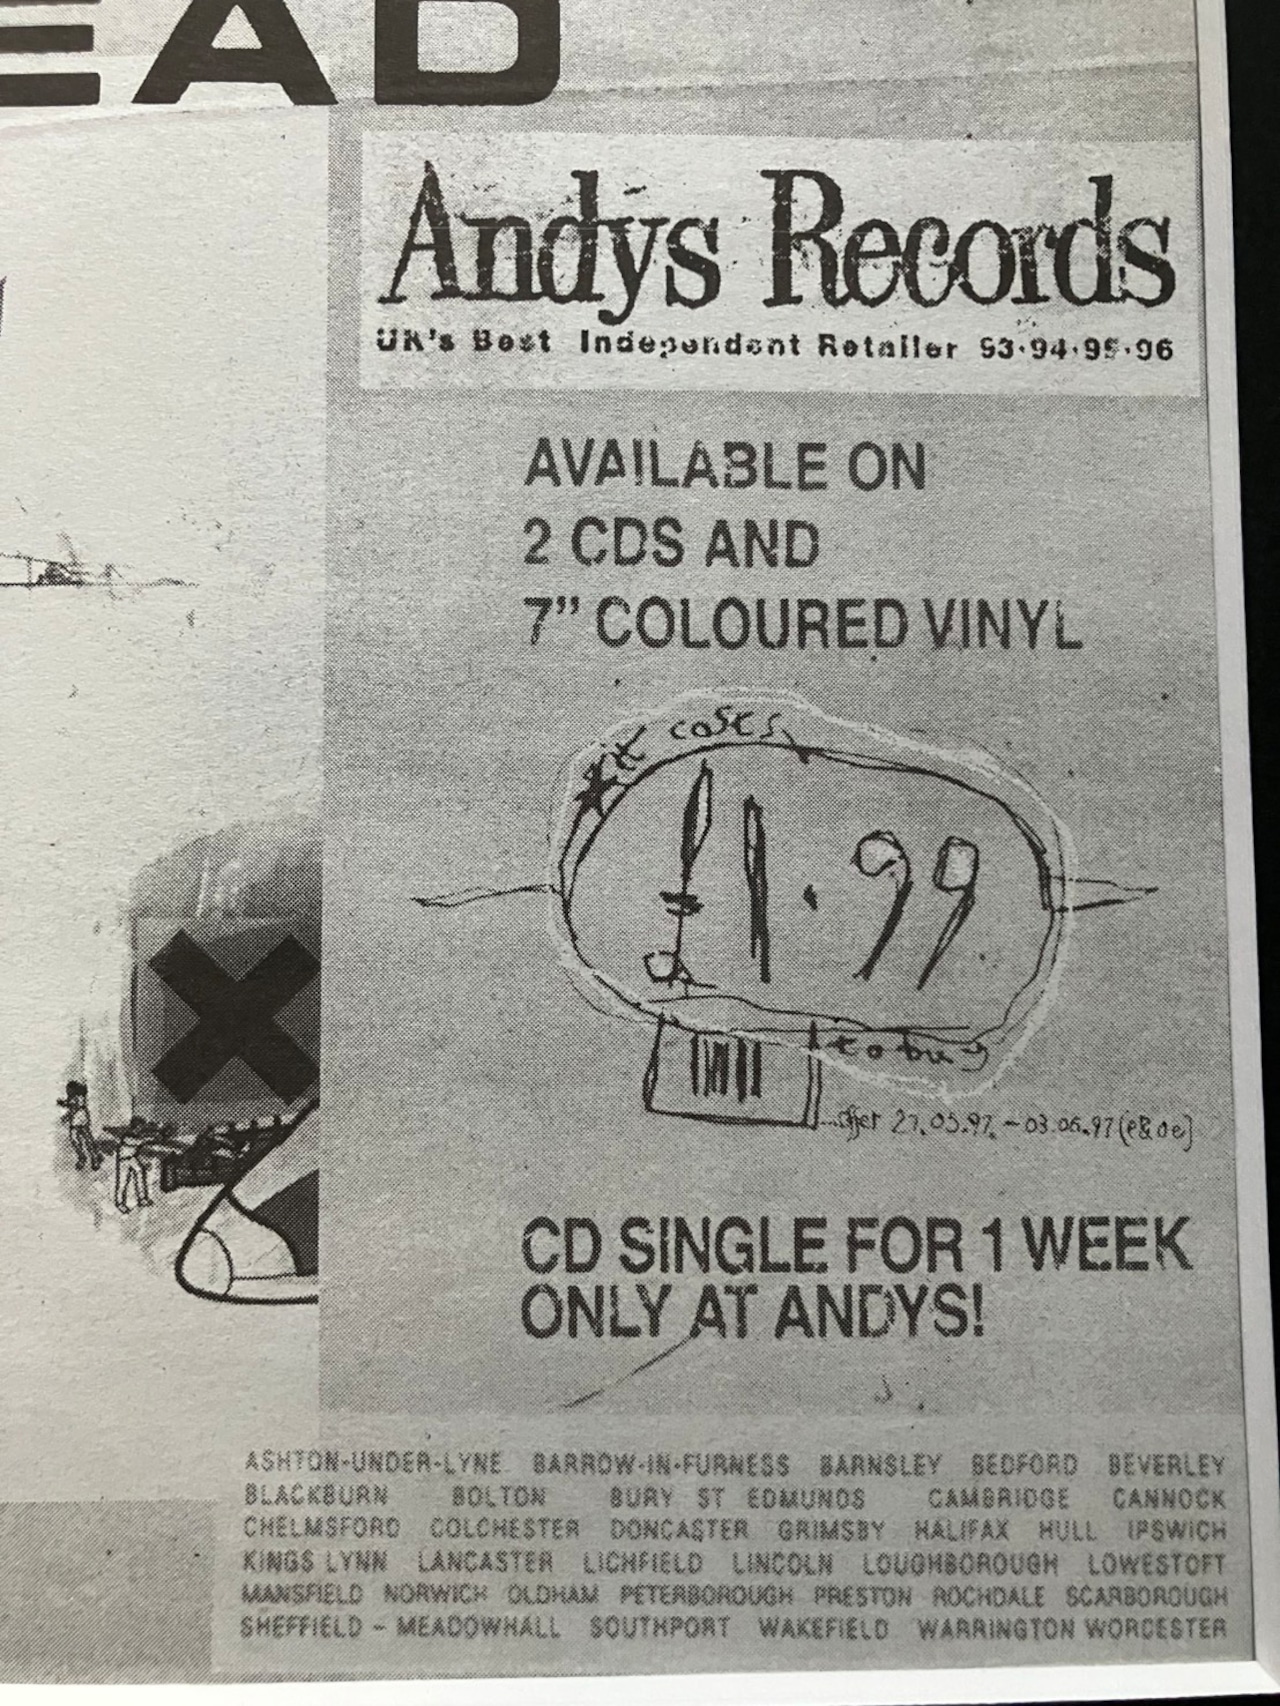 EAD
Andys Records
UK's Best Independent Retailer 93·94·95·96
AVAILABLE ON
2 CDS AND
7" COLOURED VINYL
it costs
£1.99
to buy
...offer 27.05.97. - 03.06.97 (e&oe)
CD SINGLE FOR 1 WEEK
ONLY AT ANDYS!
ASHTON-UNDER-LYNE BARROW-IN-FURNESS BARNSLEY BEDFORD BEVERLEY
BLACKBURN BOLTON BURY ST EDMUNDS CAMBRIDGE CANNOCK
CHELMSFORD COLCHESTER DONCASTER GRIMSBY HALIFAX HULL IPSWICH
KINGS LYNN LANCASTER LICHFIELD LINCOLN LOUGHBOROUGH LOWESTOFT
MANSFIELD NORWICH OLDHAM PETERBOROUGH PRESTON ROCHDALE SCARBOROUGH
SHEFFIELD - MEADOWHALL SOUTHPORT WAKEFIELD WARRINGTON WORCESTER